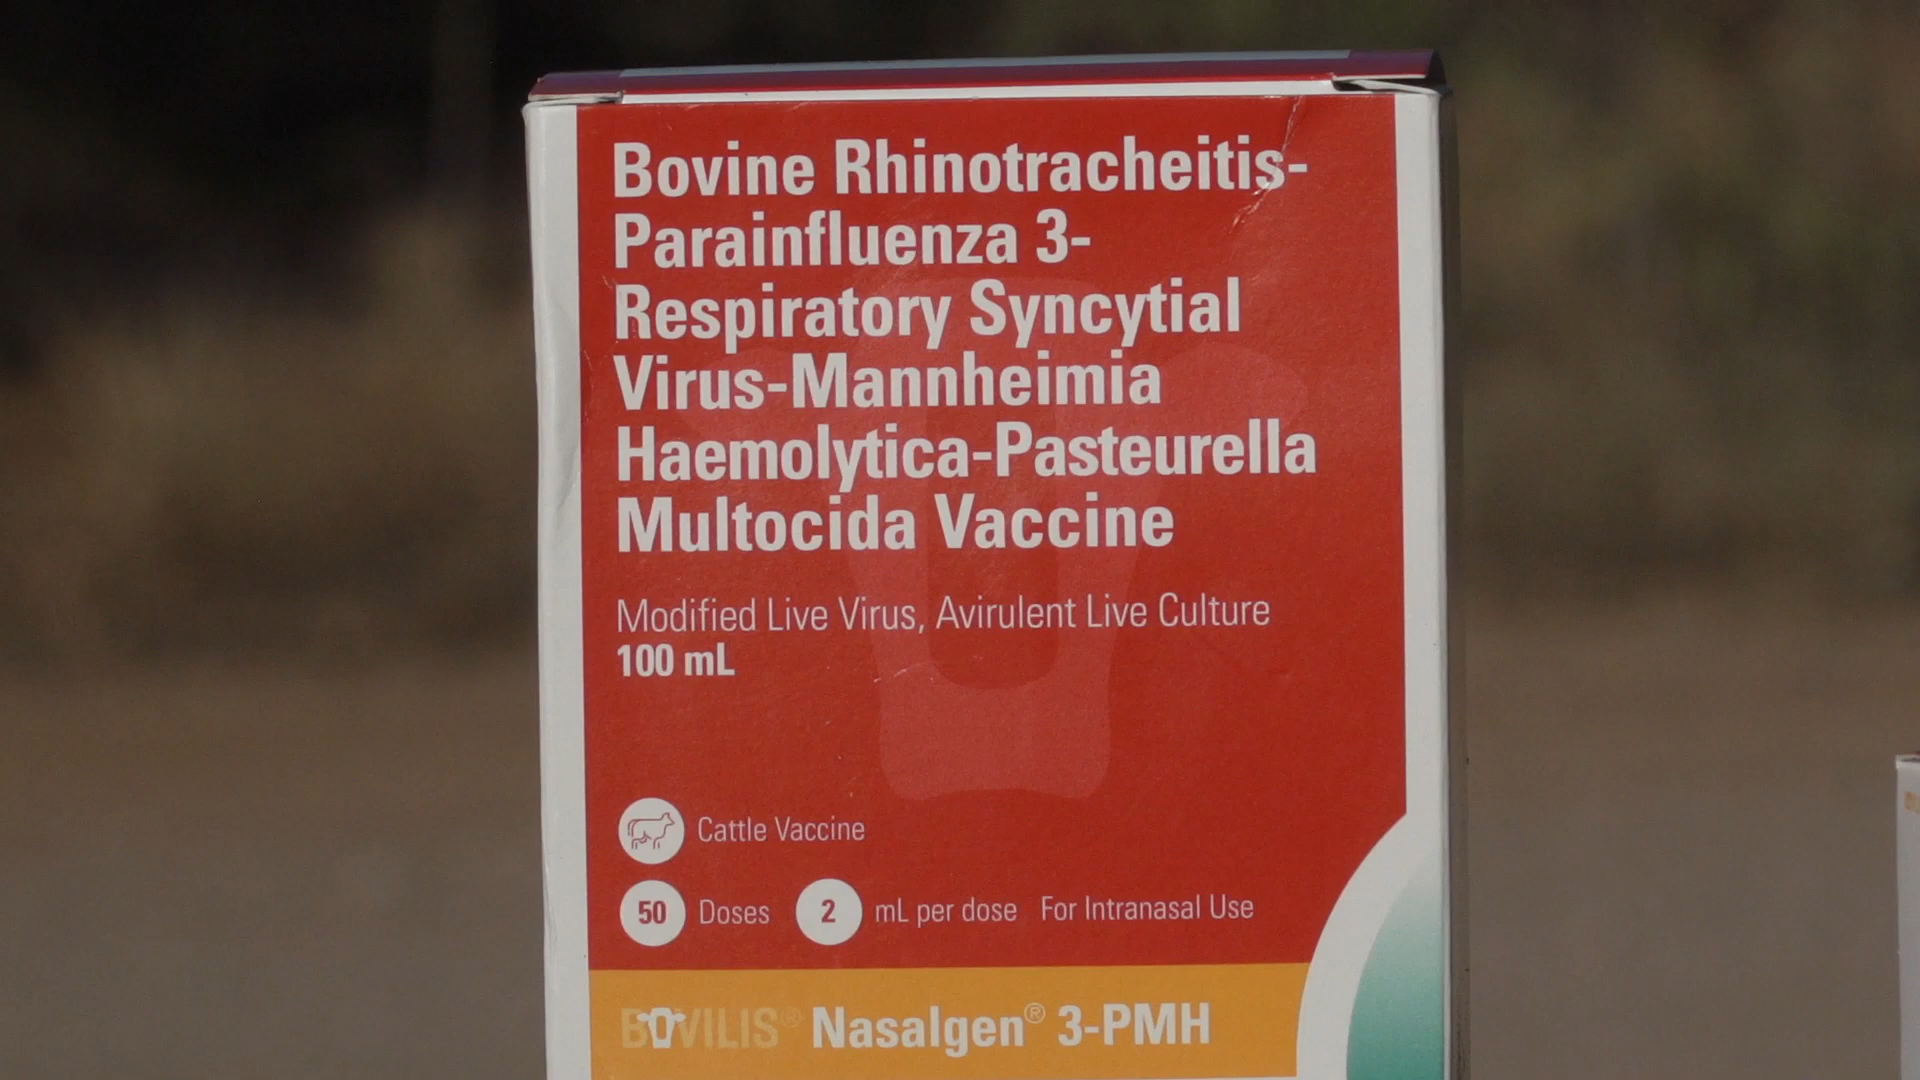 Bovine Rhinotracheitis-
Parainfluenza 3-
Respiratory Syncytial
Virus-Mannheimia
Haemolytica-Pasteurella
Multocida Vaccine
Modified Live Virus, Avirulent Live Culture
100 mL
Cattle Vaccine
50 Doses 2 mL per dose For Intranasal Use
BOVILIS® Nasalgen® 3-PMH